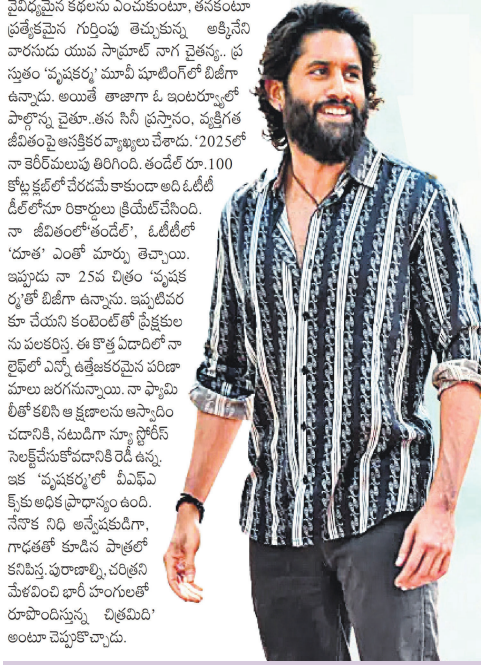 వైవిధ్యమైన కథలను ఎంచుకుంటూ, తనకంటూ
ప్రత్యేకమైన గుర్తింపు తెచ్చుకున్న అక్కినేని
వారసుడు యువ సామ్రాట్ నాగ చైతన్య.. ప్ర
స్తుతం ‘వృషకర్మ’ మూవీ షూటింగ్‌లో బిజీగా
ఉన్నాడు. అయితే తాజాగా ఓ ఇంటర్వ్యూలో
పాల్గొన్న చైతూ..తన సినీ ప్రస్తానం, వ్యక్తిగత
జీవితంపై ఆసక్తికర వ్యాఖ్యలు చేశాడు. ‘2025లో
నా కెరీర్‌మలుపు తిరిగింది. తండేల్ రూ.100
కోట్ల క్లబ్‌లో చేరడమే కాకుండా అది ఓటీటీ
డీల్‌లోనూ రికార్డులు క్రియేట్ చేసింది.
నా జీవితంలో‘తండేల్’, ఓటీటీలో
‘దూత’ ఎంతో మార్పు తెచ్చాయి.
ఇప్పుడు నా 25వ చిత్రం ‘వృషక
ర్మ’తో బిజీగా ఉన్నాను. ఇప్పటివర
కూ చేయని కంటెంట్‌తో ప్రేక్షకుల
ను పలకరిస్త. ఈ కొత్త ఏడాదిలో నా
లైఫ్‌లో ఎన్నో ఉత్తేజకరమైన పరిణా
మాలు జరగనున్నాయి. నా ఫ్యామి
లీతో కలిసి ఆ క్షణాలను ఆస్వాదిం
చడానికి, నటుడిగా న్యూ స్టోరీస్
సెలక్ట్‌చేసుకోవడానికి రెడీ ఉన్న.
ఇక ‘వృషకర్మ’లో వీఎఫ్ఎ
క్స్‌కు అధిక ప్రాధాన్యం ఉంది.
నేనొక నిధి అన్వేషకుడిగా,
గాఢతతో కూడిన పాత్రలో
కనిపిస్త. పురాణాల్ని, చరిత్రని
మేళవించి భారీ హంగులతో
రూపొందిస్తున్న చిత్రమిది’
అంటూ చెప్పుకొచ్చాడు.